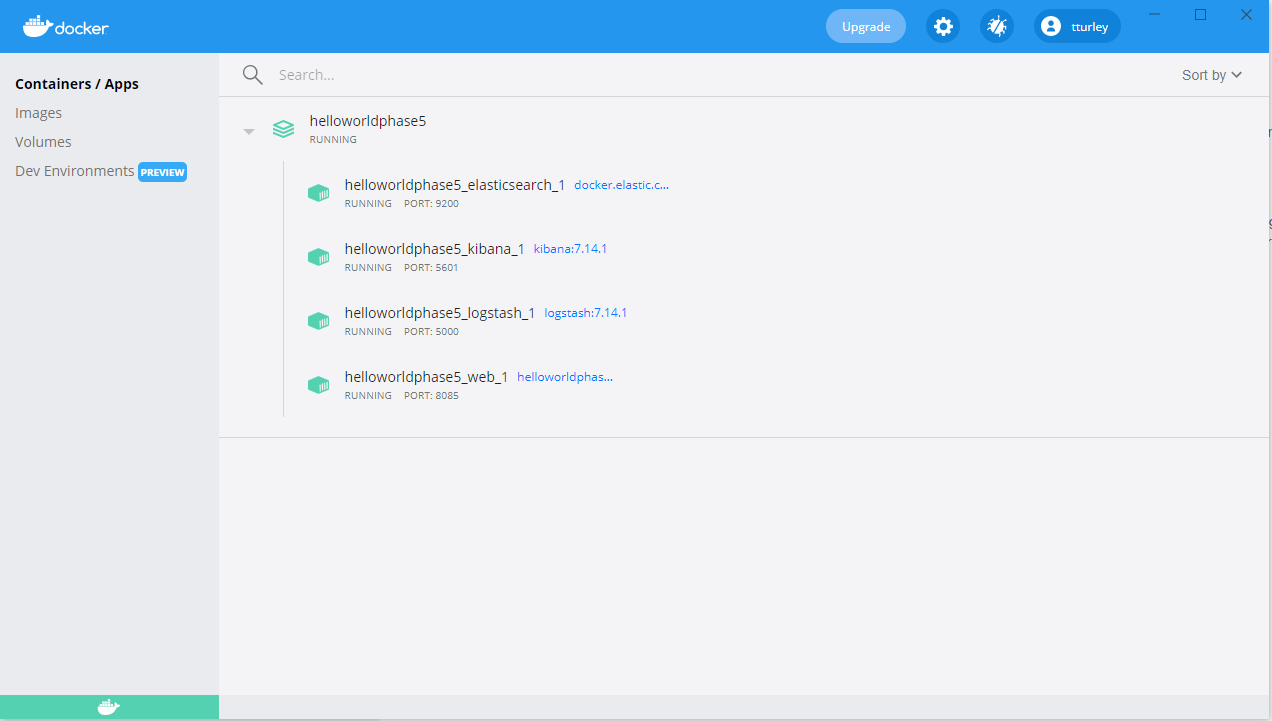 docker
Upgrade
tturley
Containers / Apps
Images
Volumes
Dev Environments PREVIEW
Search...
Sort by
helloworldphase5
RUNNING
helloworldphase5_elasticsearch_1 docker.elastic.c...
RUNNING PORT: 9200
helloworldphase5_kibana_1 kibana:7.14.1
RUNNING PORT: 5601
helloworldphase5_logstash_1 logstash:7.14.1
RUNNING PORT: 5000
helloworldphase5_web_1 helloworldphas...
RUNNING PORT: 8085